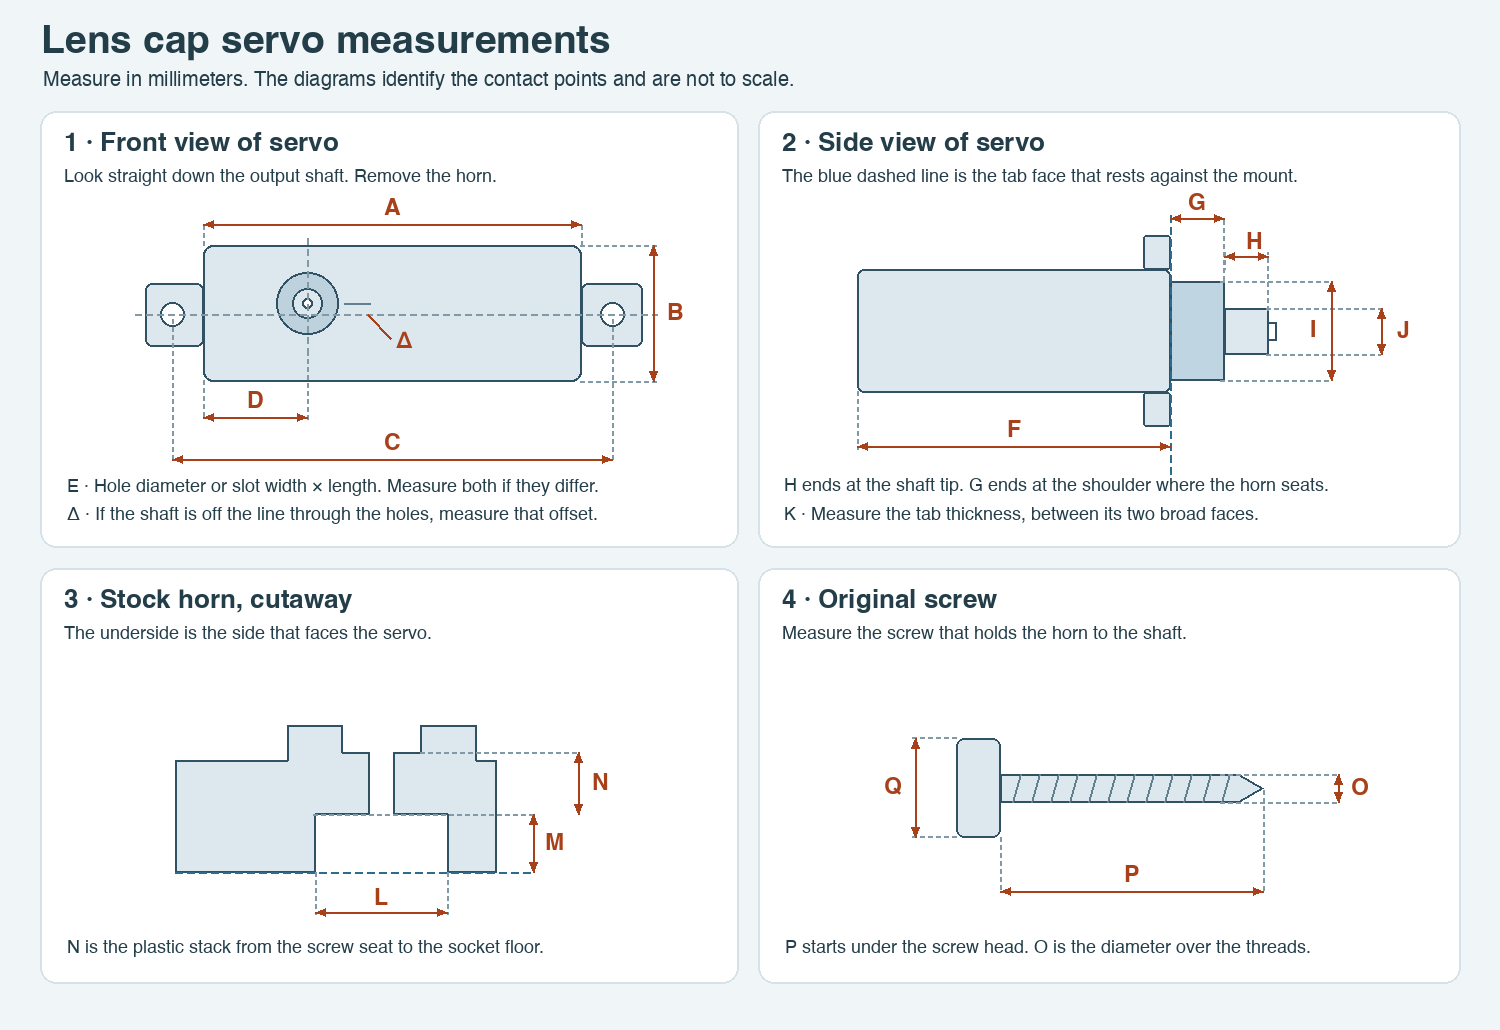 Lens cap servo measurements
Measure in millimeters. The diagrams identify the contact points and are not to scale.
1 · Front view of servo
Look straight down the output shaft. Remove the horn.
A
B
Δ
D
C
E · Hole diameter or slot width × length. Measure both if they differ.
Δ · If the shaft is off the line through the holes, measure that offset.
2 · Side view of servo
The blue dashed line is the tab face that rests against the mount.
G
H
I
J
F
H ends at the shaft tip. G ends at the shoulder where the horn seats.
K · Measure the tab thickness, between its two broad faces.
3 · Stock horn, cutaway
The underside is the side that faces the servo.
N
M
L
N is the plastic stack from the screw seat to the socket floor.
4 · Original screw
Measure the screw that holds the horn to the shaft.
Q
O
P
P starts under the screw head. O is the diameter over the threads.